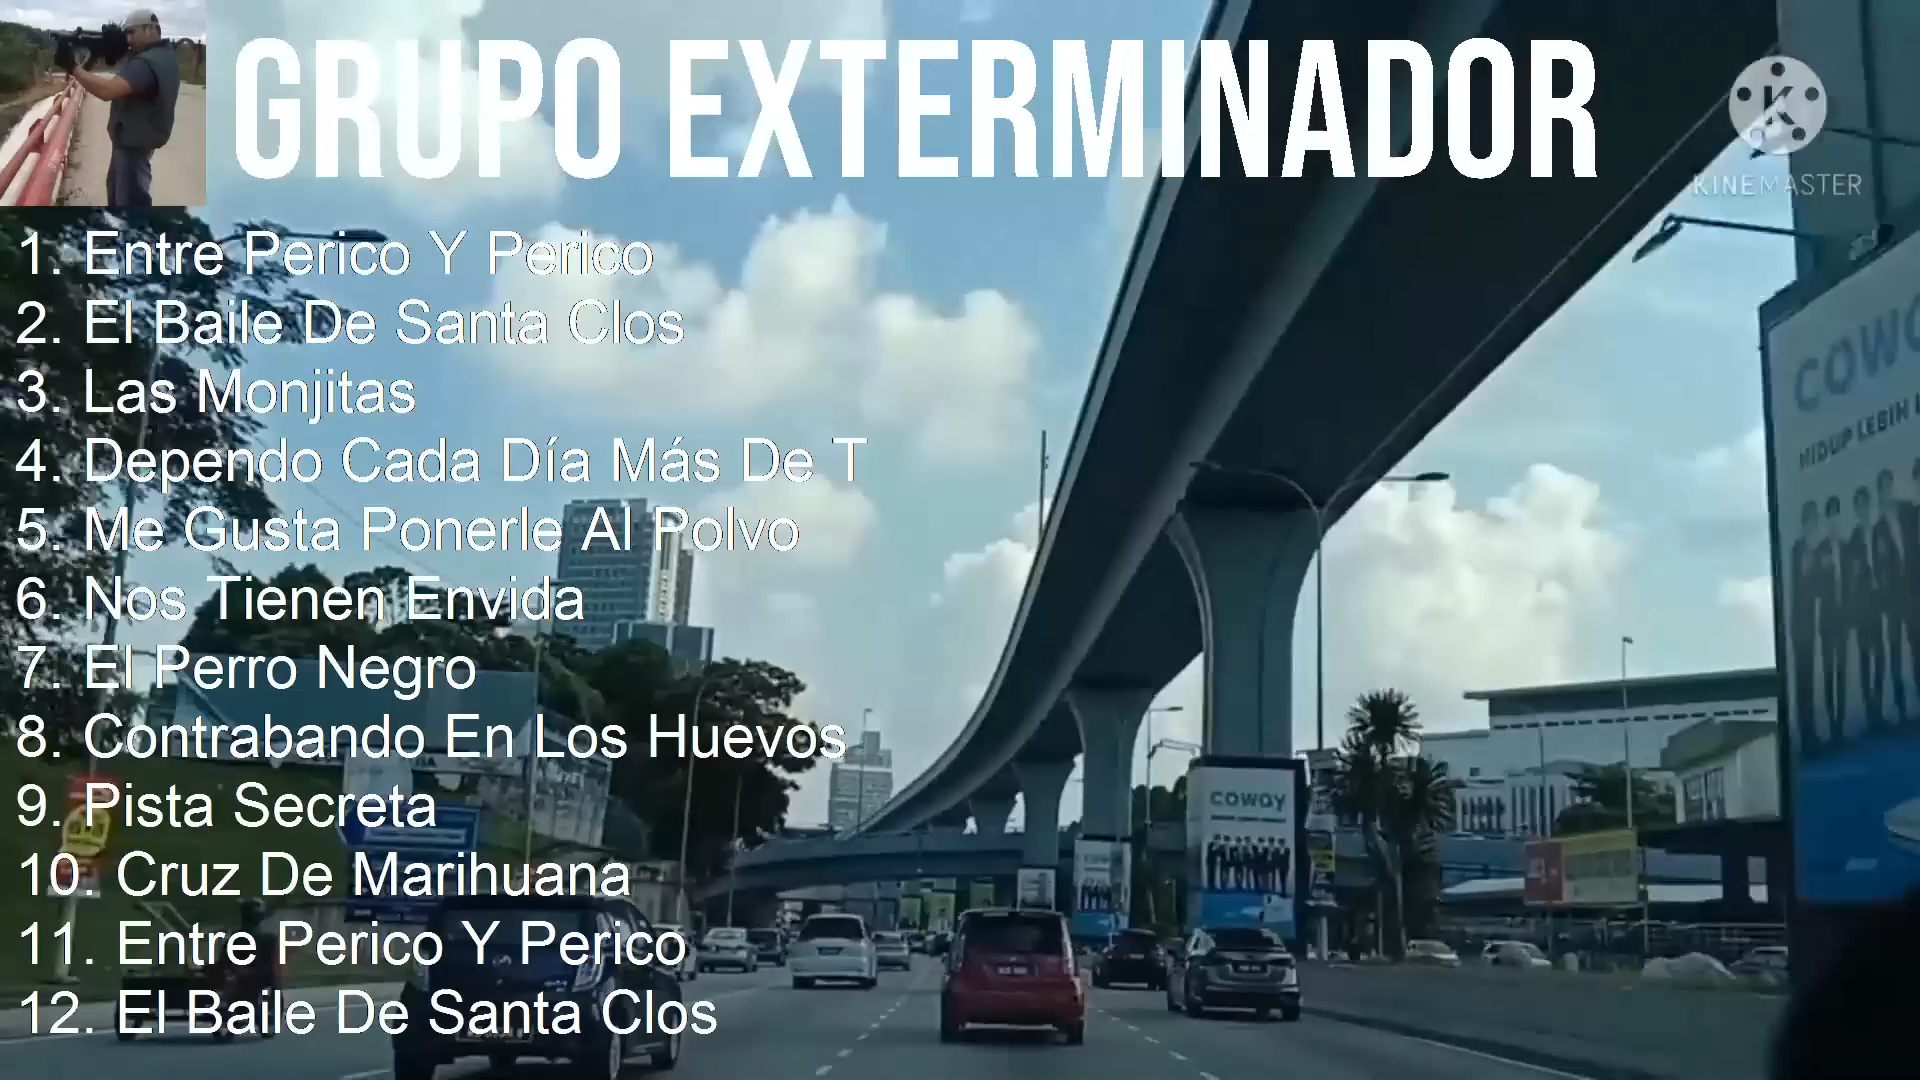 GRUPO EXTERMINADOR
KINEMASTER
1. Entre Perico Y Perico
2. El Baile De Santa Clos
3. Las Monjitas
4. Dependo Cada Día Más De T
5. Me Gusta Ponerle Al Polvo
6. Nos Tienen Envida
7. El Perro Negro
8. Contrabando En Los Huevos
9. Pista Secreta
10. Cruz De Marihuana
11. Entre Perico Y Perico
12. El Baile De Santa Clos
HIDUP LEBIH
COWAY